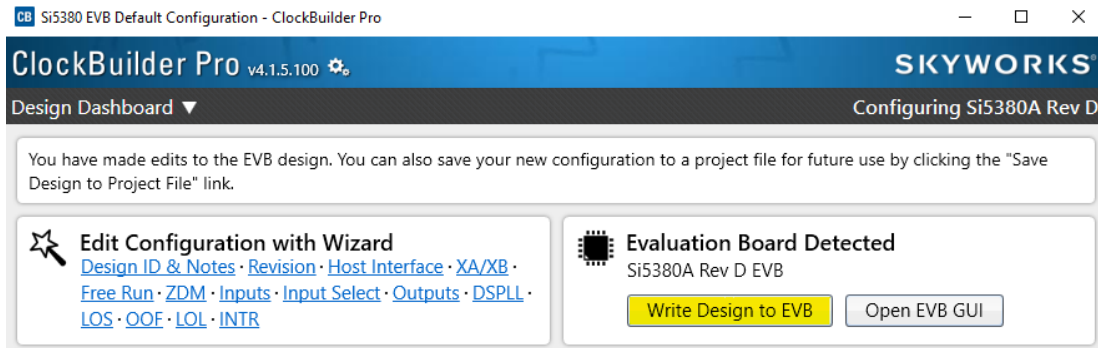 CB Si5380 EVB Default Configuration - ClockBuilder Pro
ClockBuilder Pro v4.1.5.100
SKYWORKS®
Design Dashboard ▼
Configuring Si5380A Rev D
You have made edits to the EVB design. You can also save your new configuration to a project file for future use by clicking the "Save
Design to Project File" link.
Edit Configuration with Wizard
Design ID & Notes · Revision · Host Interface · XA/XB ·
Free Run · ZDM · Inputs · Input Select · Outputs · DSPLL ·
LOS · OOF · LOL · INTR
Evaluation Board Detected
Si5380A Rev D EVB
Write Design to EVB
Open EVB GUI